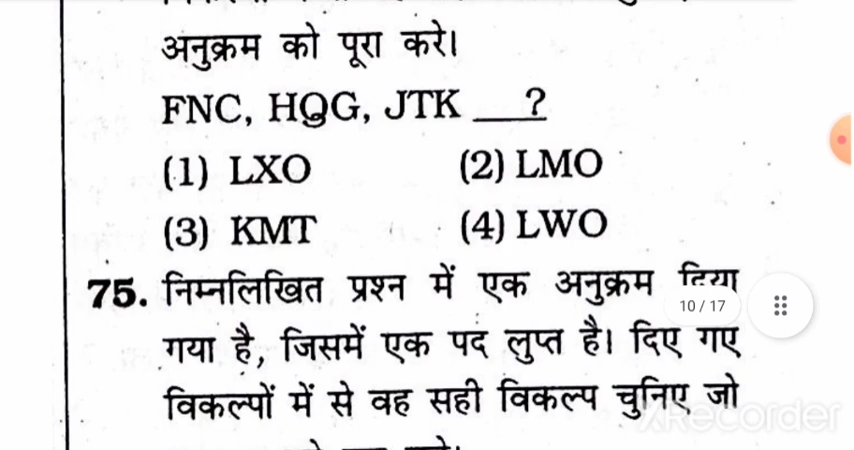 अनुक्रम को पूरा करे।
FNC, HQG, JTK __?
(1) LXO (2) LMO
(3) KMT (4) LWO
75. निम्नलिखित प्रश्न में एक अनुक्रम दिया
10 / 17
गया है, जिसमें एक पद लुप्त है। दिए गए
विकल्पों में से वह सही विकल्प चुनिए जो
XRecorder